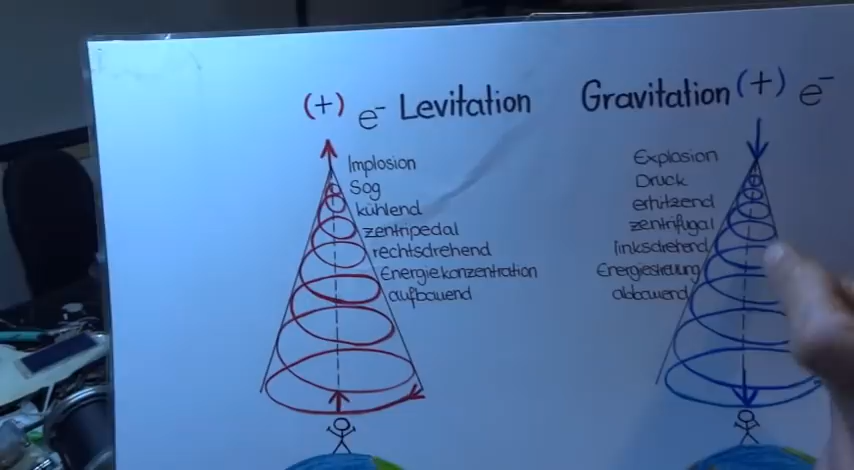 (+) e⁻ Levitation
Implosion
Sog
kühlend
zentripedal
rechtsdrehend
Energiekonzentration
aufbauend
Gravitation (+) e⁻
Explosion
Druck
erhitzend
zentrifugal
linksdrehend
Energiestreuung
abbauend